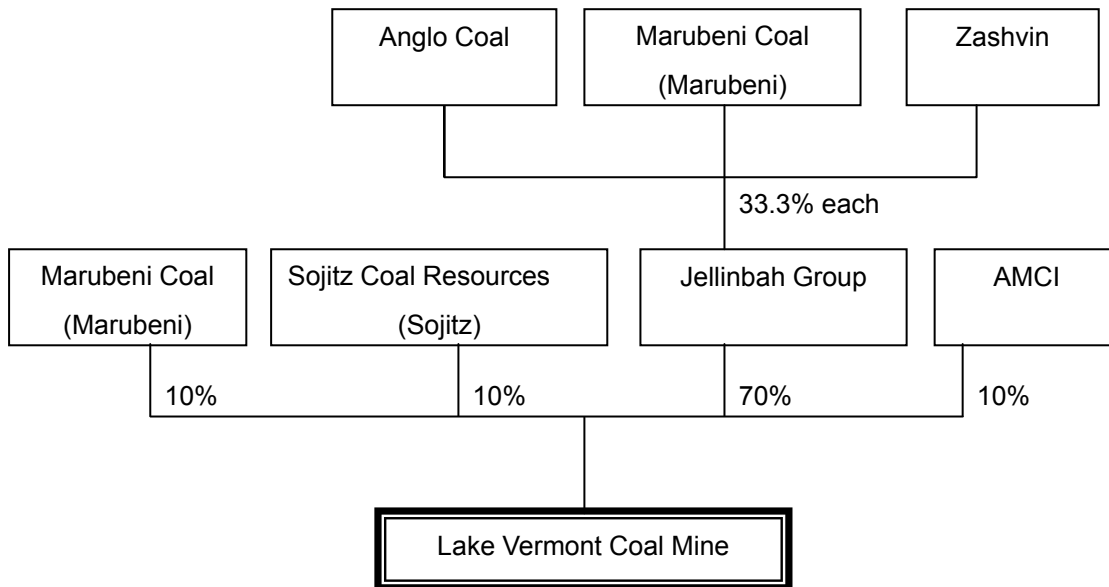 Anglo Coal
Marubeni Coal
(Marubeni)
Zashvin
33.3% each
Marubeni Coal
(Marubeni)
Sojitz Coal Resources
(Sojitz)
Jellinbah Group
AMCI
10%
10%
70%
10%
Lake Vermont Coal Mine